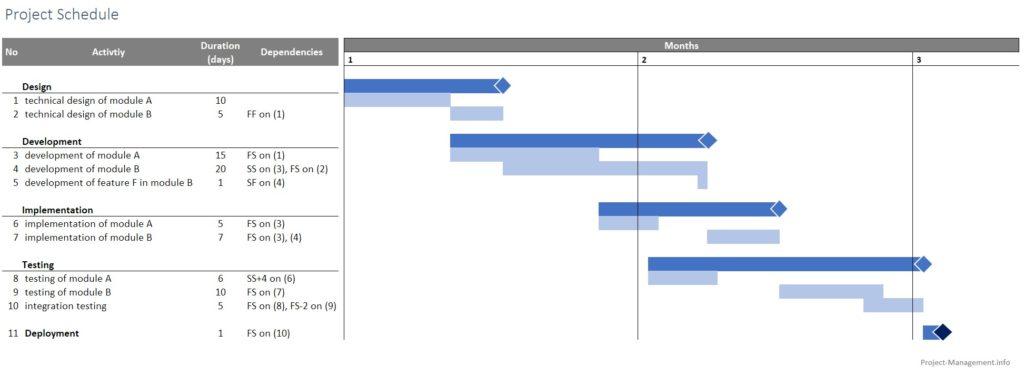 Project Schedule
No Activtiy Duration (days) Dependencies Months
1 2 3
Design
1 technical design of module A 10
2 technical design of module B 5 FF on (1)
Development
3 development of module A 15 FS on (1)
4 development of module B 20 SS on (3), FS on (2)
5 development of feature F in module B 1 SF on (4)
Implementation
6 implementation of module A 5 FS on (3)
7 implementation of module B 7 FS on (3), (4)
Testing
8 testing of module A 6 SS+4 on (6)
9 testing of module B 10 FS on (7)
10 integration testing 5 FS on (8), FS-2 on (9)
11 Deployment 1 FS on (10)
Project-Management.info